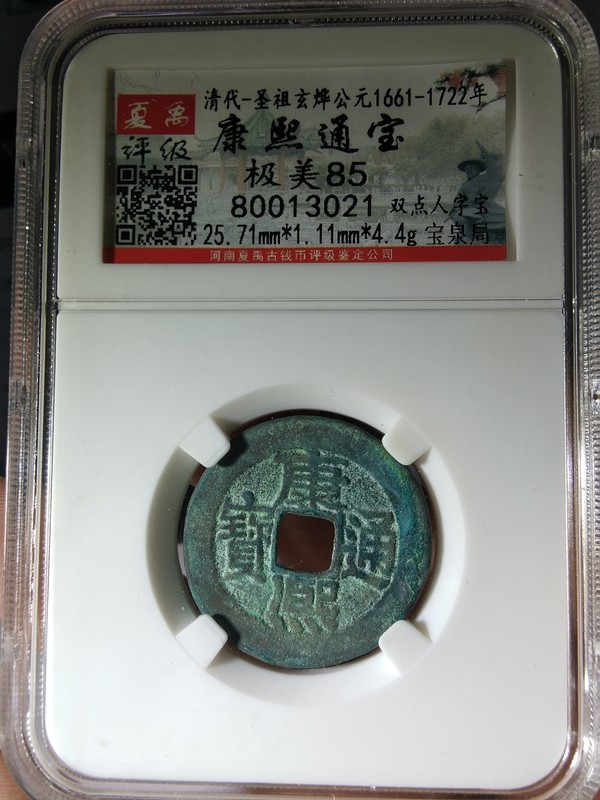 夏禹
评级
清代-圣祖玄烨公元1661-1722年
康熙通宝
极美85
80013021 双点人字宝
25.71mm*1.11mm*4.4g 宝泉局
河南夏禹古钱币评级鉴定公司
康熙通寶